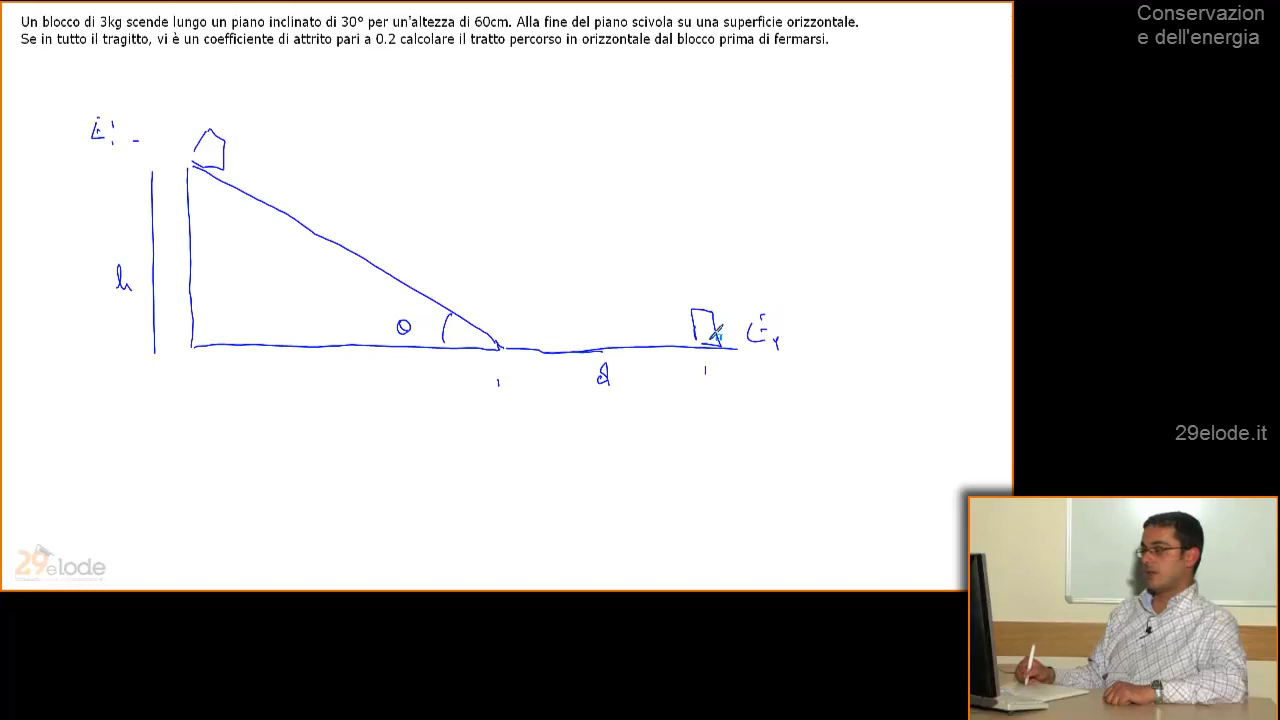 Un blocco di 3kg scende lungo un piano inclinato di 30° per un'altezza di 60cm. Alla fine del piano scivola su una superficie orizzontale.
Se in tutto il tragitto, vi è un coefficiente di attrito pari a 0.2 calcolare il tratto percorso in orizzontale dal blocco prima di fermarsi.
Conservazion
e dell'energia
Ei -
h
θ
d
29elode.it
29elode